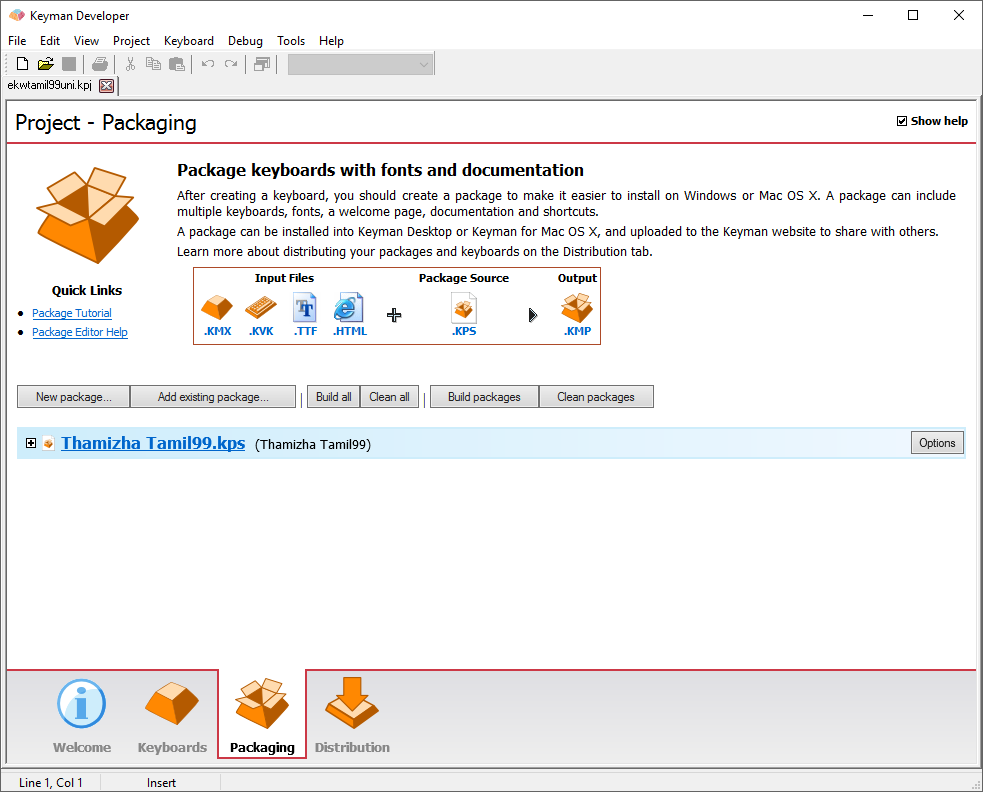 Keyman Developer
File Edit View Project Keyboard Debug Tools Help
ekwtamil99uni.kpj
Project - Packaging
Show help
Package keyboards with fonts and documentation
After creating a keyboard, you should create a package to make it easier to install on Windows or Mac OS X. A package can include
multiple keyboards, fonts, a welcome page, documentation and shortcuts.
A package can be installed into Keyman Desktop or Keyman for Mac OS X, and uploaded to the Keyman website to share with others.
Learn more about distributing your packages and keyboards on the Distribution tab.
Quick Links
Package Tutorial
Package Editor Help
Input Files Package Source Output
.KMX .KVK .TTF .HTML .KPS .KMP
New package... Add existing package... Build all Clean all Build packages Clean packages
Thamizha Tamil99.kps (Thamizha Tamil99) Options
Welcome Keyboards Packaging Distribution
Line 1, Col 1 Insert